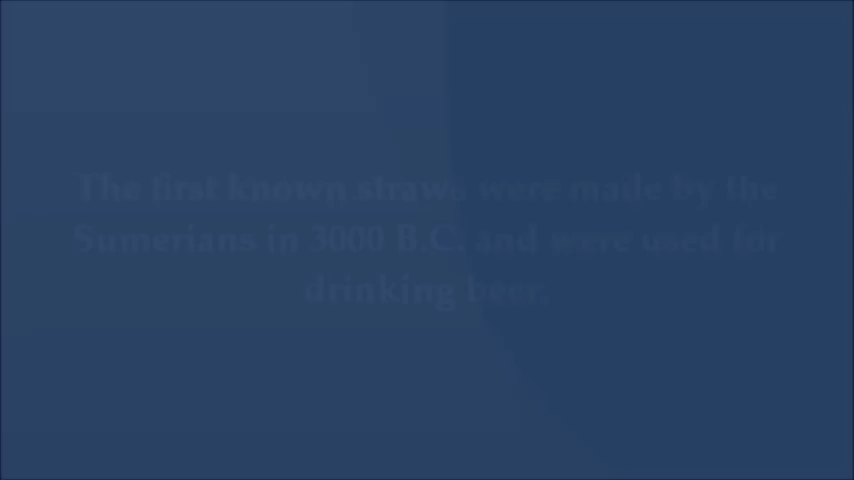 The first known straws were made by the
Sumerians in 3000 B.C. and were used for
drinking beer.